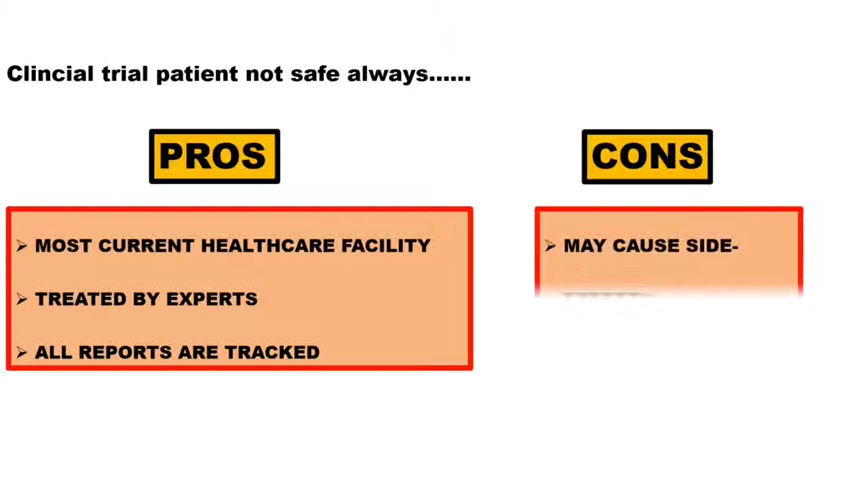 Clincial trial patient not safe always......
PROS
CONS
➢ MOST CURRENT HEALTHCARE FACILITY
➢ TREATED BY EXPERTS
➢ ALL REPORTS ARE TRACKED
➢ MAY CAUSE SIDE-